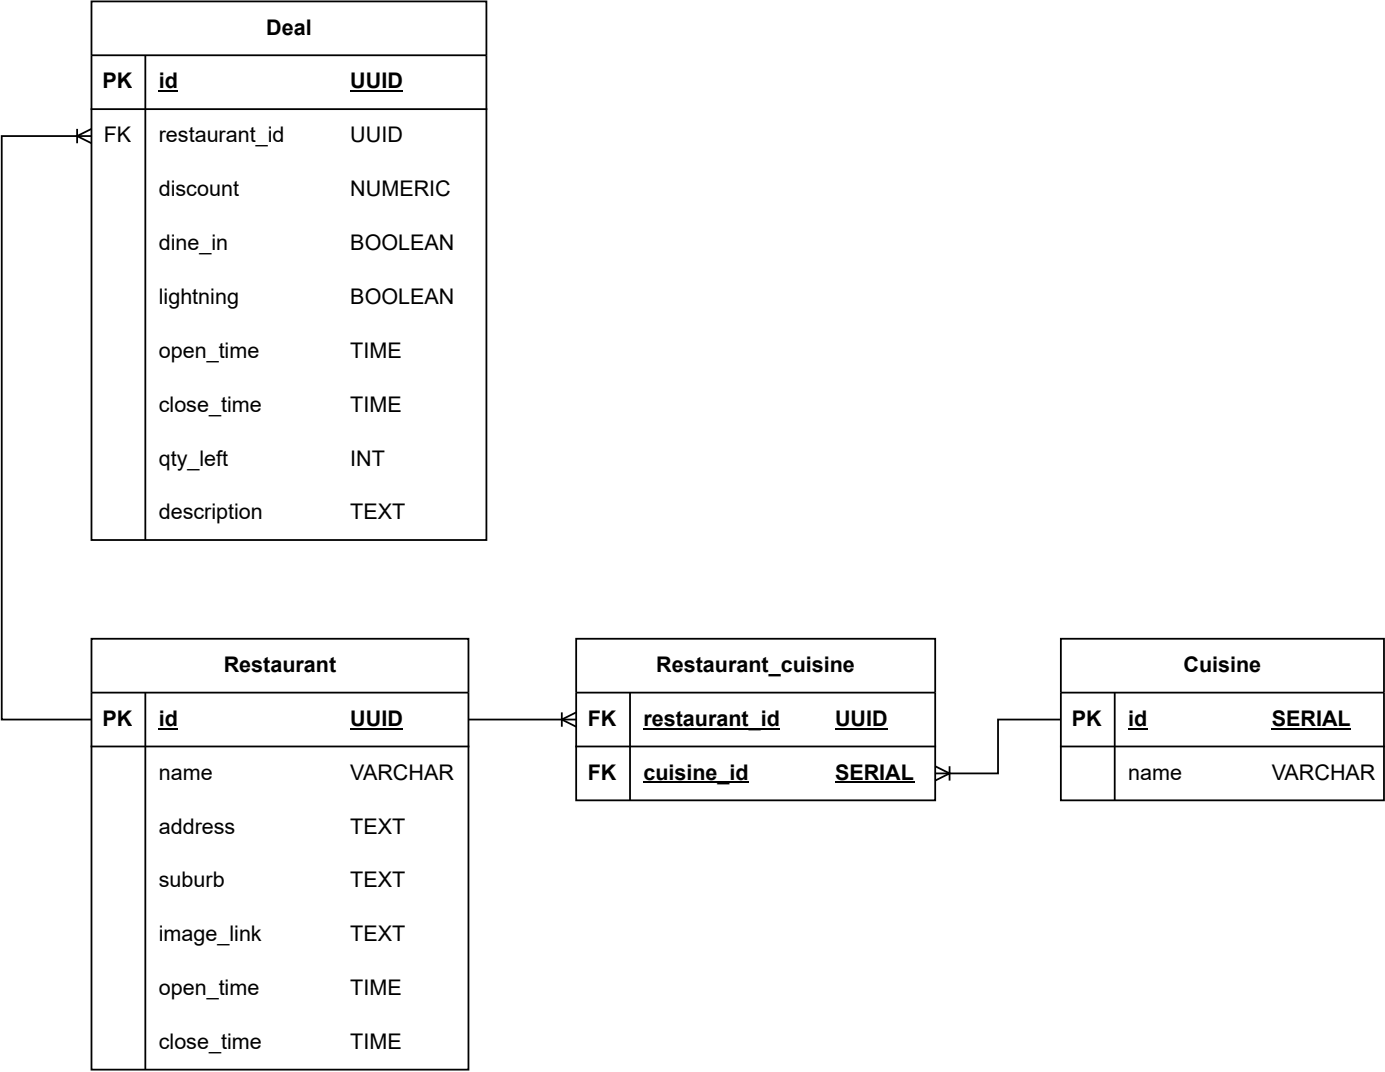 Deal
PK id UUID
FK restaurant_id UUID
discount NUMERIC
dine_in BOOLEAN
lightning BOOLEAN
open_time TIME
close_time TIME
qty_left INT
description TEXT
Restaurant
PK id UUID
name VARCHAR
address TEXT
suburb TEXT
image_link TEXT
open_time TIME
close_time TIME
Restaurant_cuisine
FK restaurant_id UUID
FK cuisine_id SERIAL
Cuisine
PK id SERIAL
name VARCHAR